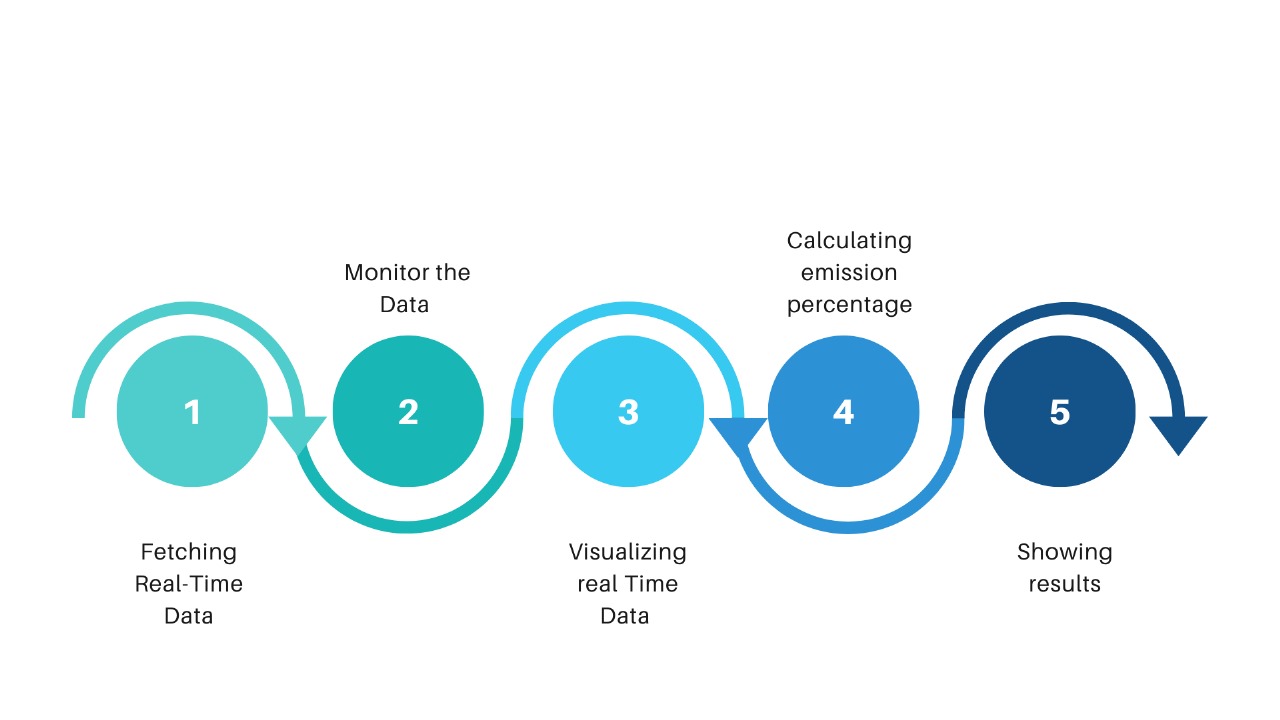 1
Fetching
Real-Time
Data
2
Monitor the
Data
3
Visualizing
real Time
Data
4
Calculating
emission
percentage
5
Showing
results